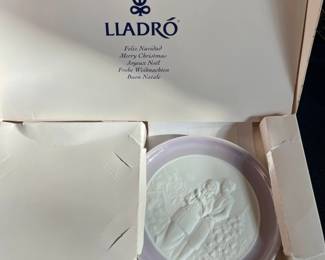 LLADRÓ
Feliz Navidad
Merry Christmas
Joyeux Noël
Frohe Weihnachten
Buon Natale